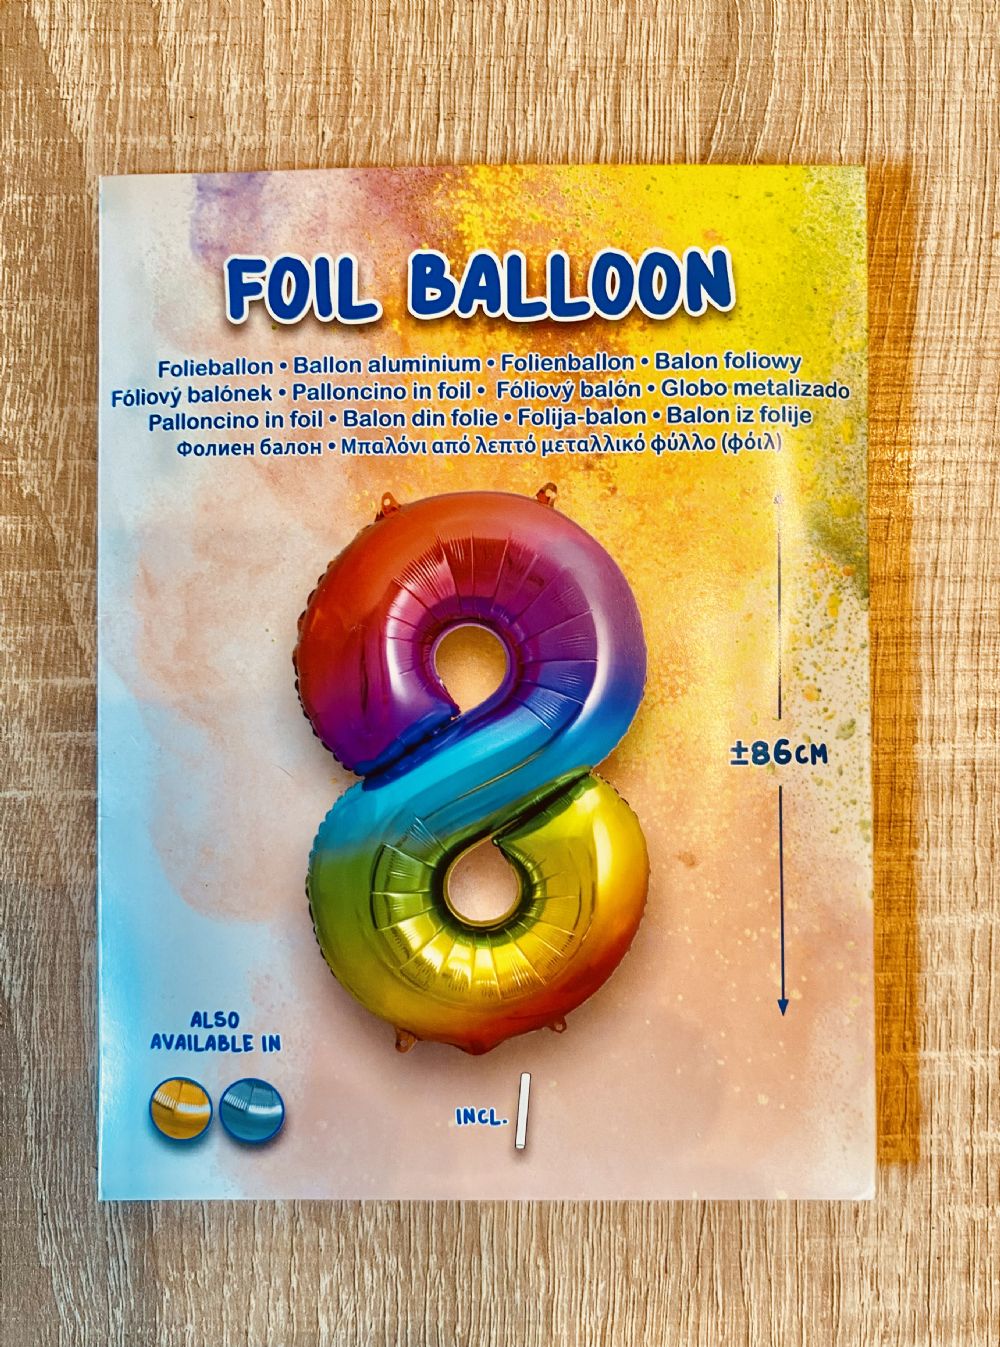 FOIL BALLOON
Folieballon • Ballon aluminium • Folienballon • Balon foliowy
Fóliový balónek • Palloncino in foil • Fóliový balón • Globo metalizado
Palloncino in foil • Balon din folie • Folija-balon • Balon iz folije
Фолиен балон • Μπαλόνι από λεπτό μεταλλικό φύλλο (φόιλ)
±86CM
ALSO
AVAILABLE IN
INCL.